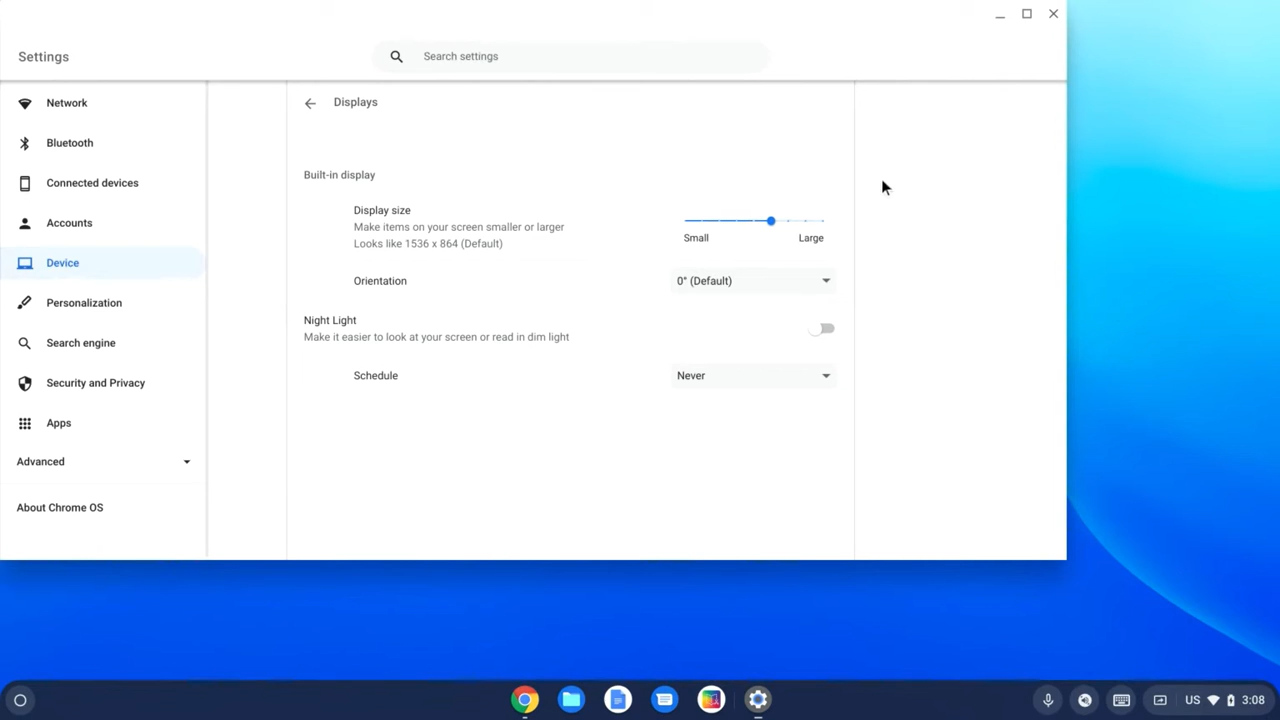 Settings
Search settings
Network
Bluetooth
Connected devices
Accounts
Device
Personalization
Search engine
Security and Privacy
Apps
Advanced
About Chrome OS
Displays
Built-in display
Display size
Make items on your screen smaller or larger
Looks like 1536 x 864 (Default)
Small Large
Orientation 0° (Default)
Night Light
Make it easier to look at your screen or read in dim light
Schedule Never
US 3:08